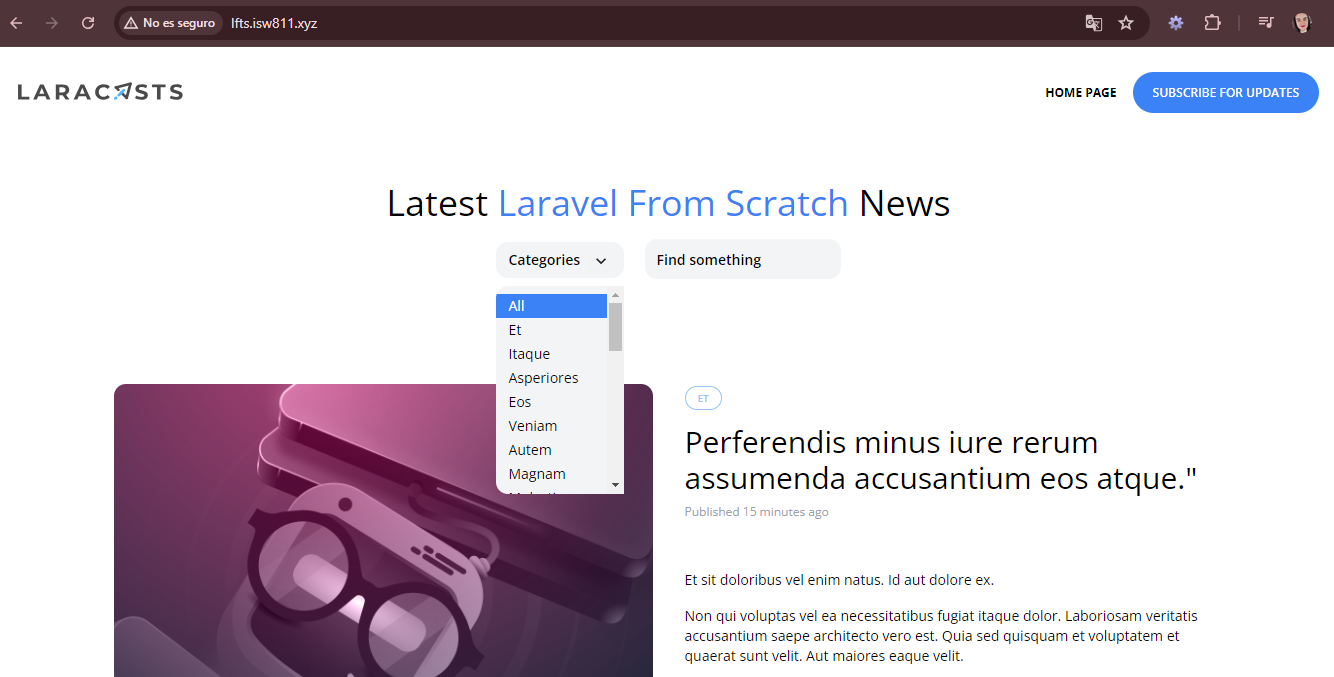 No es seguro lfts.isw811.xyz
LARACASTS
HOME PAGE
SUBSCRIBE FOR UPDATES
Latest Laravel From Scratch News
Categories
Find something
All
Et
Itaque
Asperiores
Eos
Veniam
Autem
Magnam
ET
Perferendis minus iure rerum
assumenda accusantium eos atque."
Published 15 minutes ago
Et sit doloribus vel enim natus. Id aut dolore ex.
Non qui voluptas vel ea necessitatibus fugiat itaque dolor. Laboriosam veritatis
accusantium saepe architecto vero est. Quia sed quisquam et voluptatem et
quaerat sunt velit. Aut maiores eaque velit.